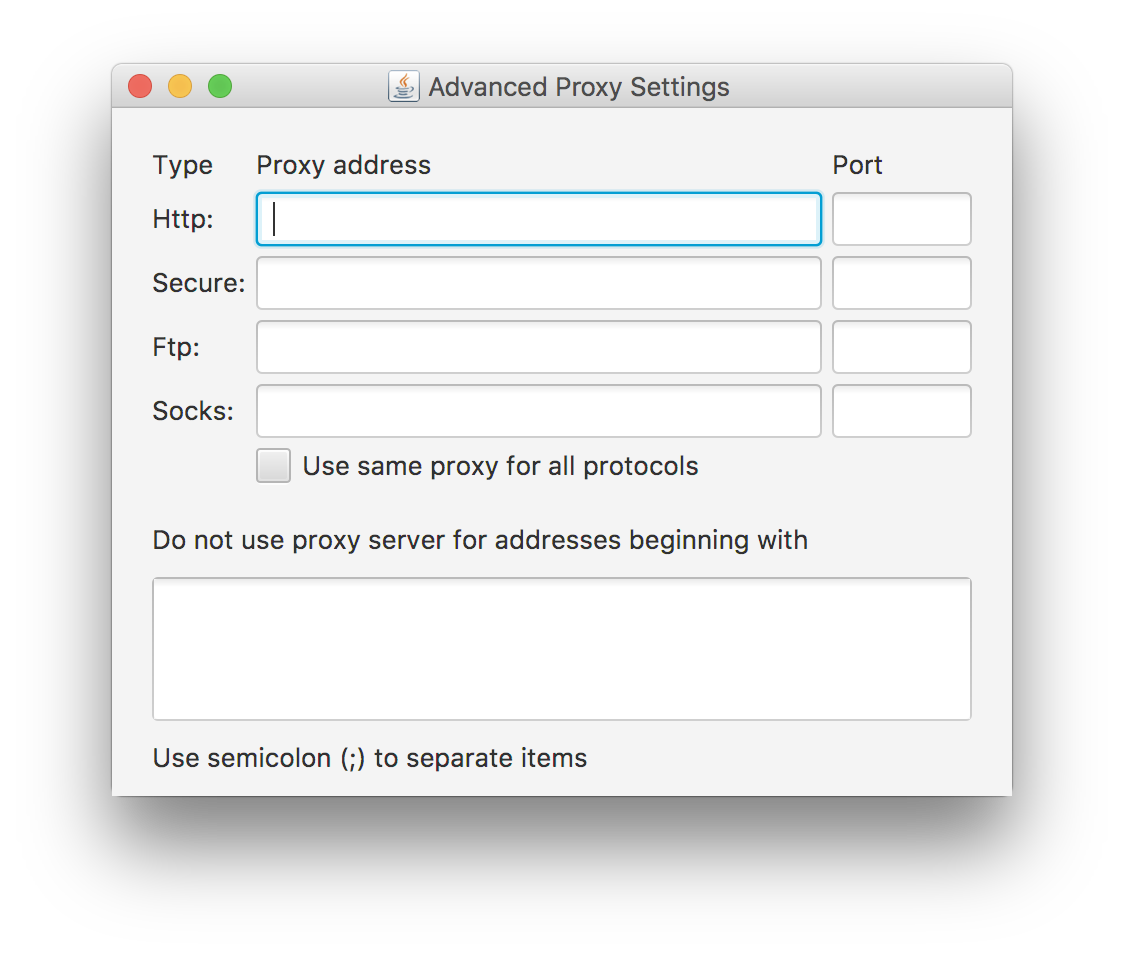 Advanced Proxy Settings
Type Proxy address Port
Http:
Secure:
Ftp:
Socks:
Use same proxy for all protocols
Do not use proxy server for addresses beginning with
Use semicolon (;) to separate items